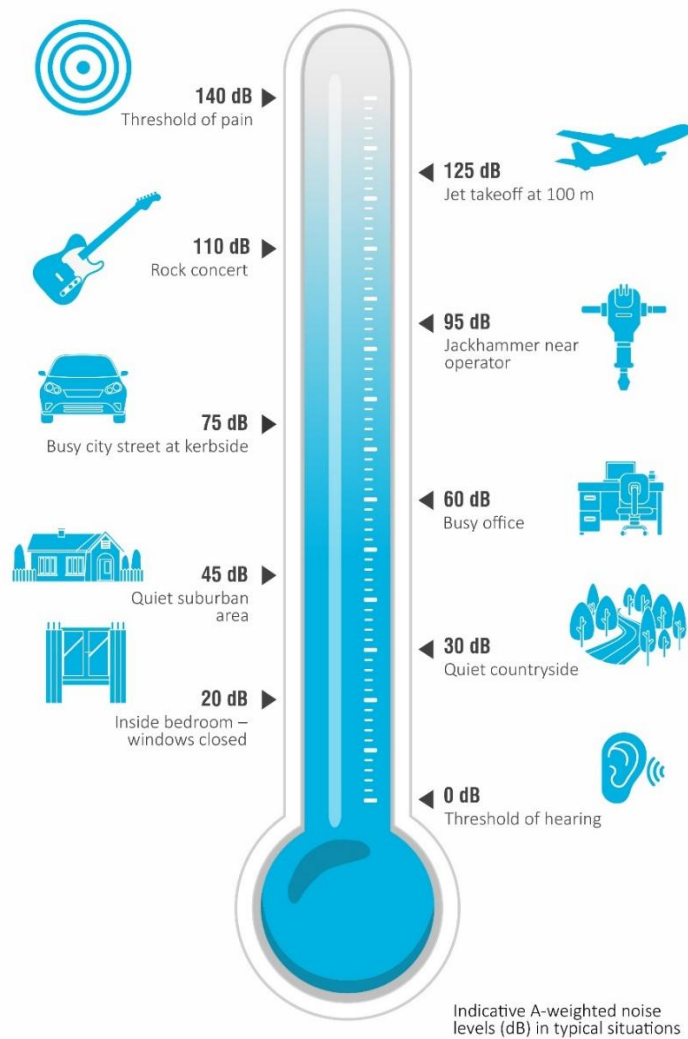 140 dB
Threshold of pain
125 dB
Jet takeoff at 100 m
110 dB
Rock concert
95 dB
Jackhammer near
operator
75 dB
Busy city street at kerbside
60 dB
Busy office
45 dB
Quiet suburban
area
30 dB
Quiet countryside
20 dB
Inside bedroom –
windows closed
0 dB
Threshold of hearing
Indicative A-weighted noise
levels (dB) in typical situations